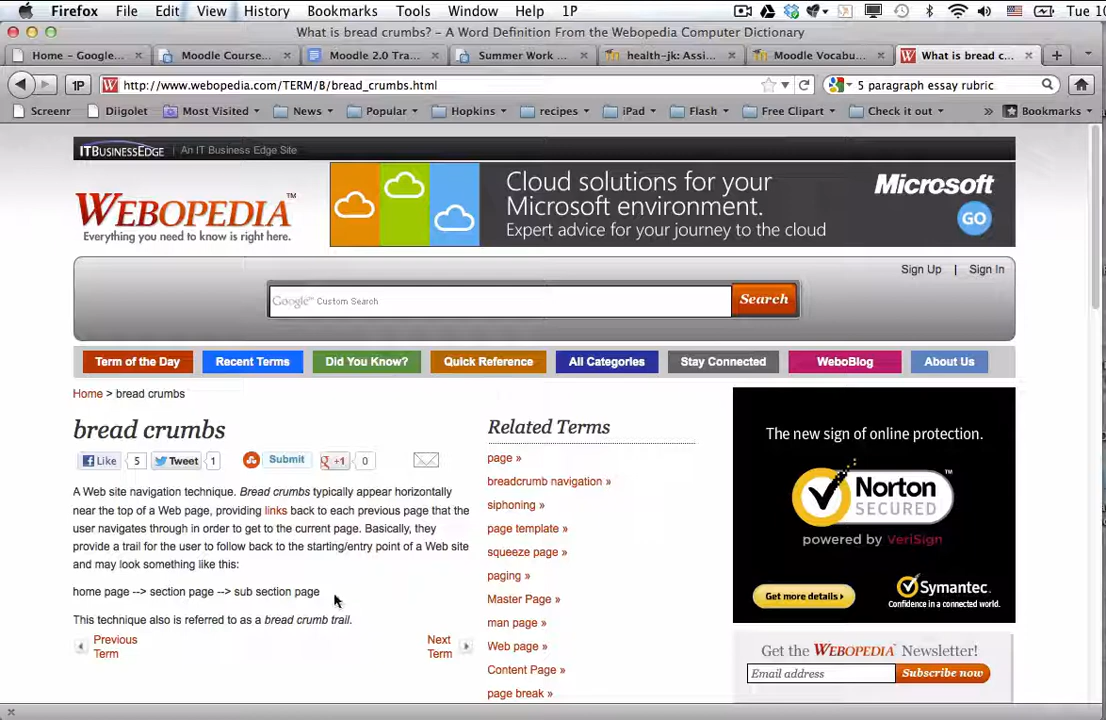 Firefox File Edit View History Bookmarks Tools Window Help 1P Tue 10
What is bread crumbs? – A Word Definition From the Webopedia Computer Dictionary
Home – Google... Moodle Course... Moodle 2.0 Tra... Summer Work ... health–jk: Assi... Moodle Vocabu... What is bread c...
1P http://www.webopedia.com/TERM/B/bread_crumbs.html 5 paragraph essay rubric
Screenr Diigolet Most Visited News Popular Hopkins recipes iPad Flash Free Clipart Check it out » Bookmarks
ITBUSINESSEDGE An IT Business Edge Site
WEBOPEDIA™
Everything you need to know is right here.
Cloud solutions for your
Microsoft environment.
Expert advice for your journey to the cloud
Microsoft
GO
Sign Up | Sign In
Google™ Custom Search Search
Term of the Day Recent Terms Did You Know? Quick Reference All Categories Stay Connected WeboBlog About Us
Home > bread crumbs
bread crumbs
Like 5 Tweet 1 Submit +1 0
A Web site navigation technique. Bread crumbs typically appear horizontally
near the top of a Web page, providing links back to each previous page that the
user navigates through in order to get to the current page. Basically, they
provide a trail for the user to follow back to the starting/entry point of a Web site
and may look something like this:
home page --> section page --> sub section page
This technique also is referred to as a bread crumb trail.
Previous
Term
Next
Term
Related Terms
page »
breadcrumb navigation »
siphoning »
page template »
squeeze page »
paging »
Master Page »
man page »
Web page »
Content Page »
page break »
The new sign of online protection.
Norton™
SECURED
powered by VeriSign
Get more details
Symantec.
Confidence in a connected world.
Get the WEBOPEDIA Newsletter!
Email address Subscribe now